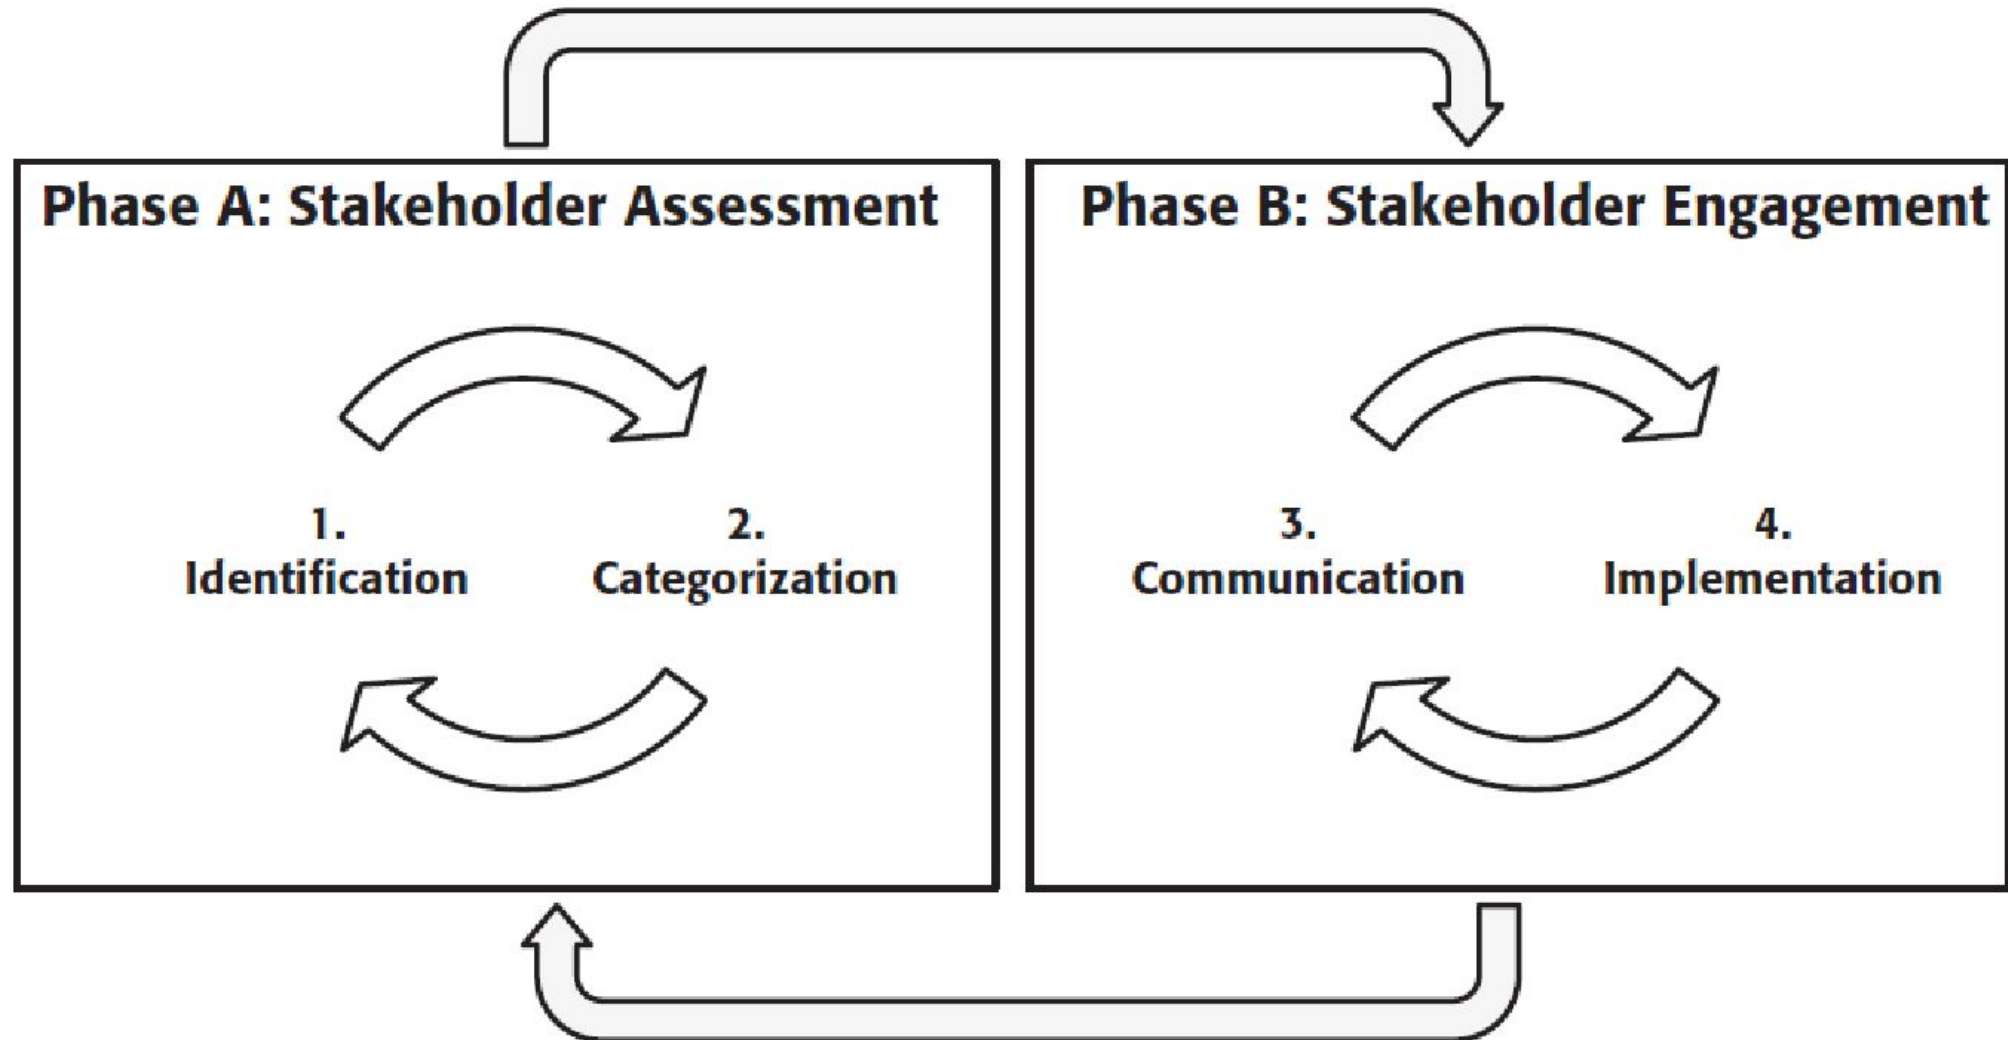 Phase A: Stakeholder Assessment
1.
Identification
2.
Categorization
Phase B: Stakeholder Engagement
3.
Communication
4.
Implementation